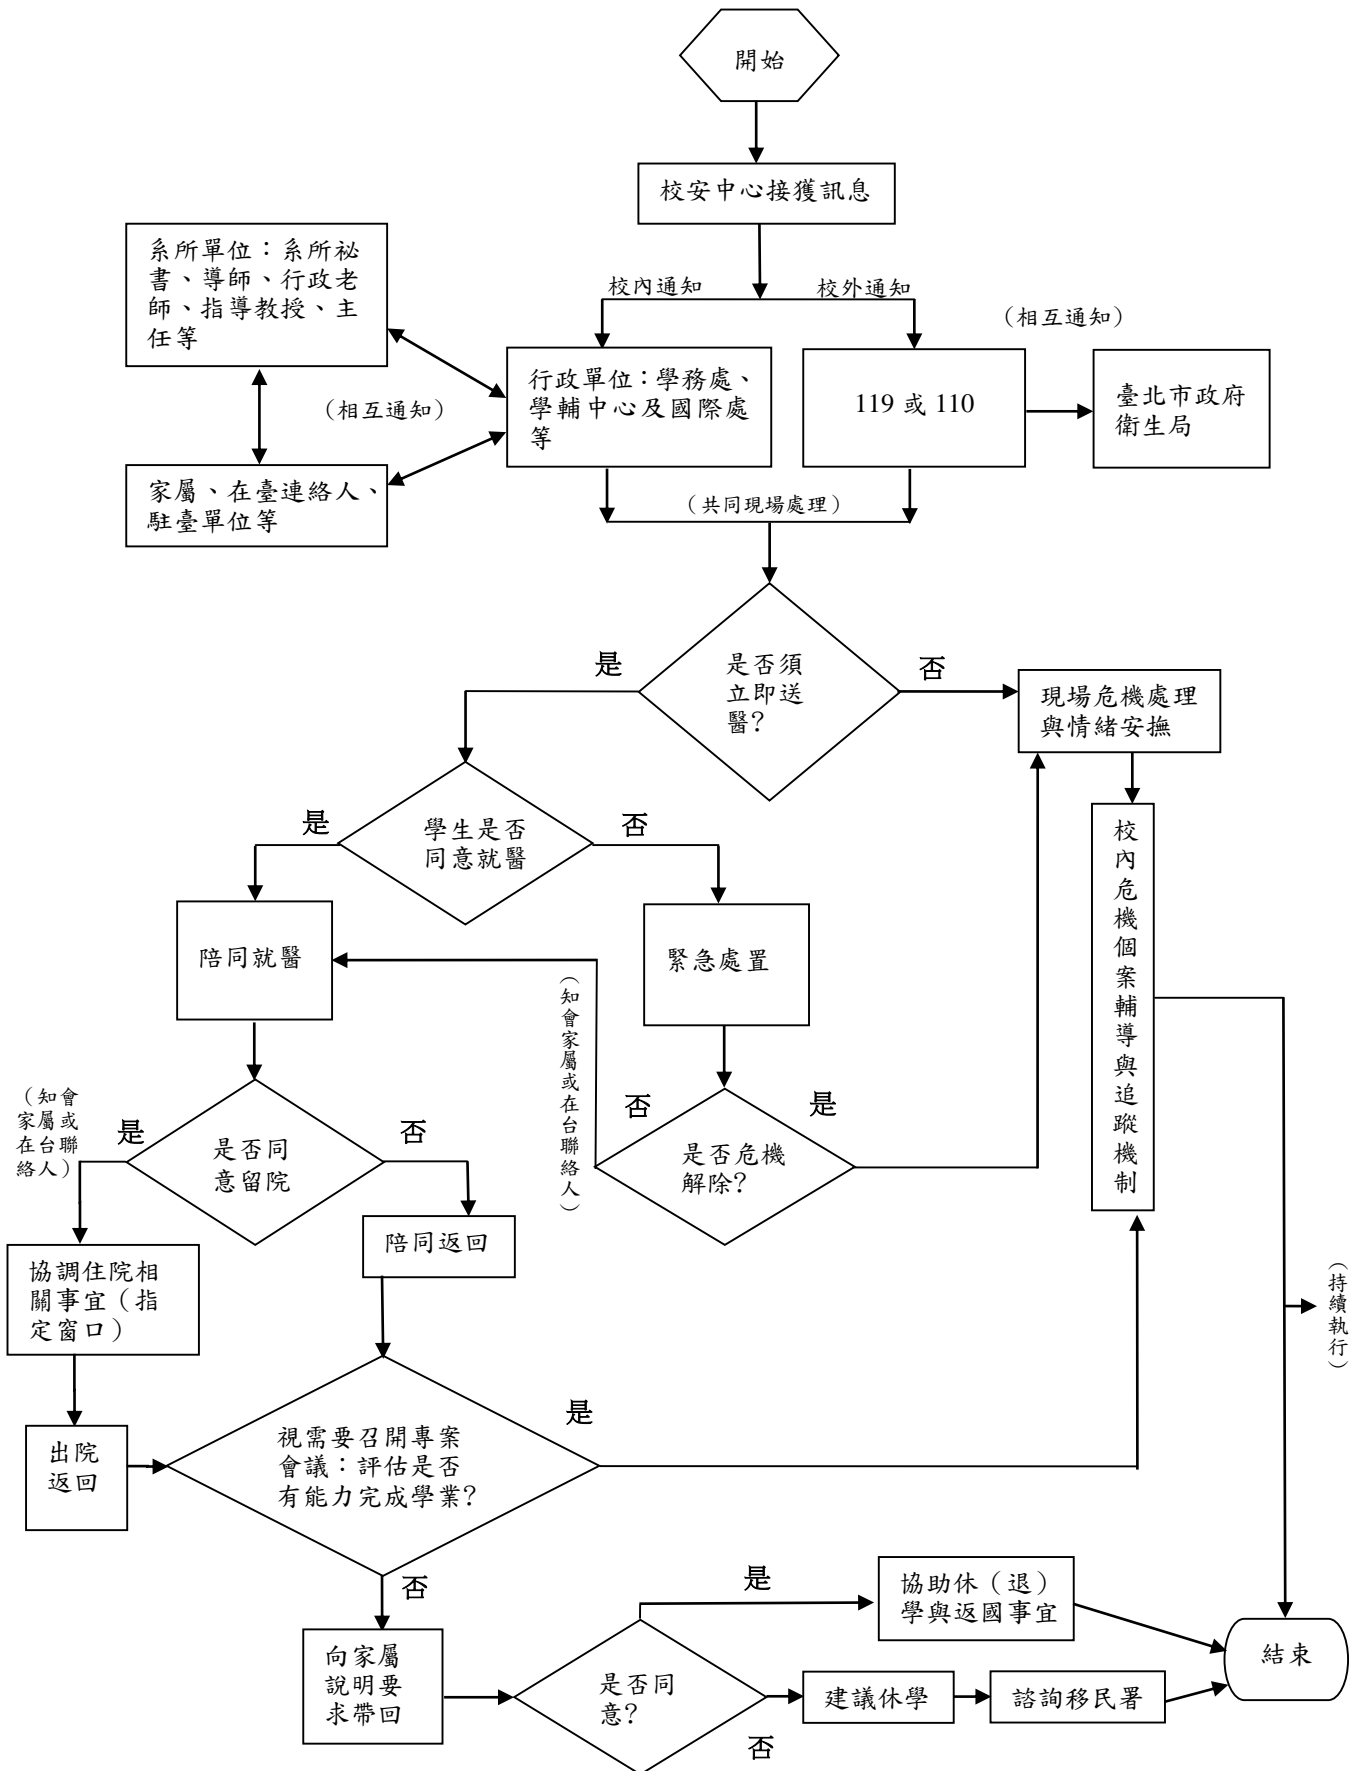 開始
校安中心接獲訊息
系所單位：系所祕
書、導師、行政老
師、指導教授、主
任等
校內通知
校外通知
（相互通知）
行政單位：學務處、
學輔中心及國際處
等
119 或 110
臺北市政府
衛生局
（相互通知）
家屬、在臺連絡人、
駐臺單位等
（共同現場處理）
是否須
立即送
醫?
是
否
現場危機處理
與情緒安撫
學生是否
同意就醫
是
否
校內危機個案輔導與追蹤機制
陪同就醫
緊急處置
（知會家屬或在台聯絡人）
（知會
家屬或
在台聯
絡人）
是
是否同
意留院
否
否
是否危機
解除?
是
陪同返回
協調住院相
關事宜（指
定窗口）
（持續執行）
出院
返回
視需要召開專案
會議：評估是否
有能力完成學業?
是
否
向家屬
說明要
求帶回
是否同
意?
是
協助休（退）
學與返國事宜
否
建議休學
諮詢移民署
結束